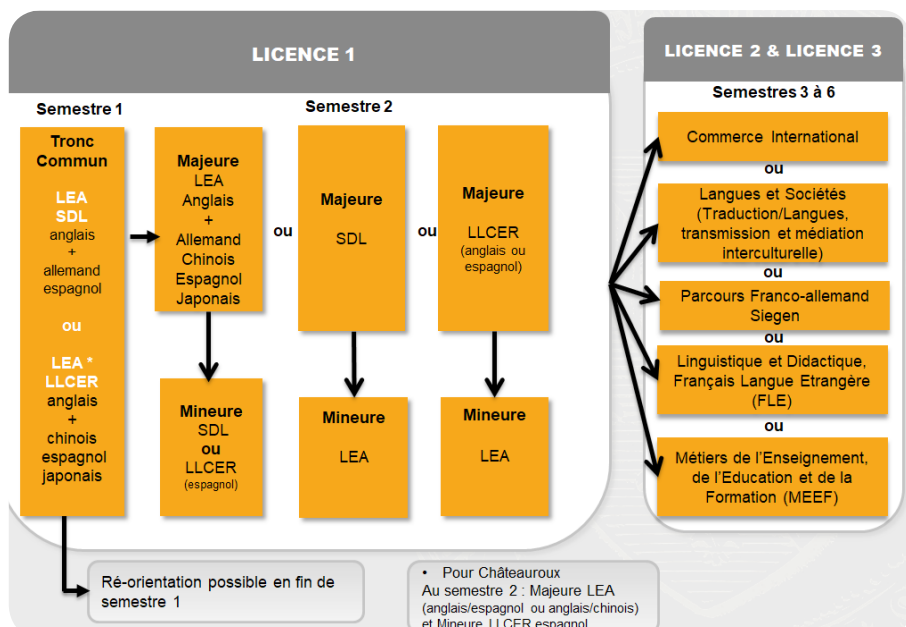 LICENCE 1
Semestre 1
Tronc
Commun
LEA
SDL
anglais
+
allemand
espagnol
ou
LEA *
LLCER
anglais
+
chinois
espagnol
japonais
Majeure
LEA
Anglais
+
Allemand
Chinois
Espagnol
Japonais
Mineure
SDL
ou
LLCER
(espagnol)
ou
Semestre 2
Majeure
SDL
Mineure
LEA
ou
Majeure
LLCER
(anglais ou
espagnol)
Mineure
LEA
Ré-orientation possible en fin de
semestre 1
• Pour Châteauroux
Au semestre 2 : Majeure LEA
(anglais/espagnol ou anglais/chinois)
et Mineure LLCER espagnol
LICENCE 2 & LICENCE 3
Semestres 3 à 6
Commerce International
ou
Langues et Sociétés
(Traduction/Langues,
transmission et médiation
interculturelle)
ou
Parcours Franco-allemand
Siegen
ou
Linguistique et Didactique,
Français Langue Etrangère
(FLE)
ou
Métiers de l'Enseignement,
de l'Education et de la
Formation (MEEF)